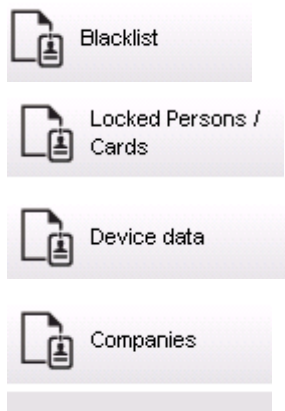 Blacklist
Locked Persons /
Cards
Device data
Companies